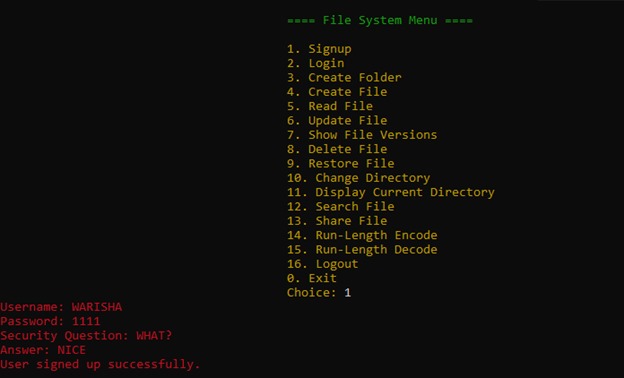 ==== File System Menu ====
1. Signup
2. Login
3. Create Folder
4. Create File
5. Read File
6. Update File
7. Show File Versions
8. Delete File
9. Restore File
10. Change Directory
11. Display Current Directory
12. Search File
13. Share File
14. Run-Length Encode
15. Run-Length Decode
16. Logout
0. Exit
Choice: 1
Username: WARISHA
Password: 1111
Security Question: WHAT?
Answer: NICE
User signed up successfully.